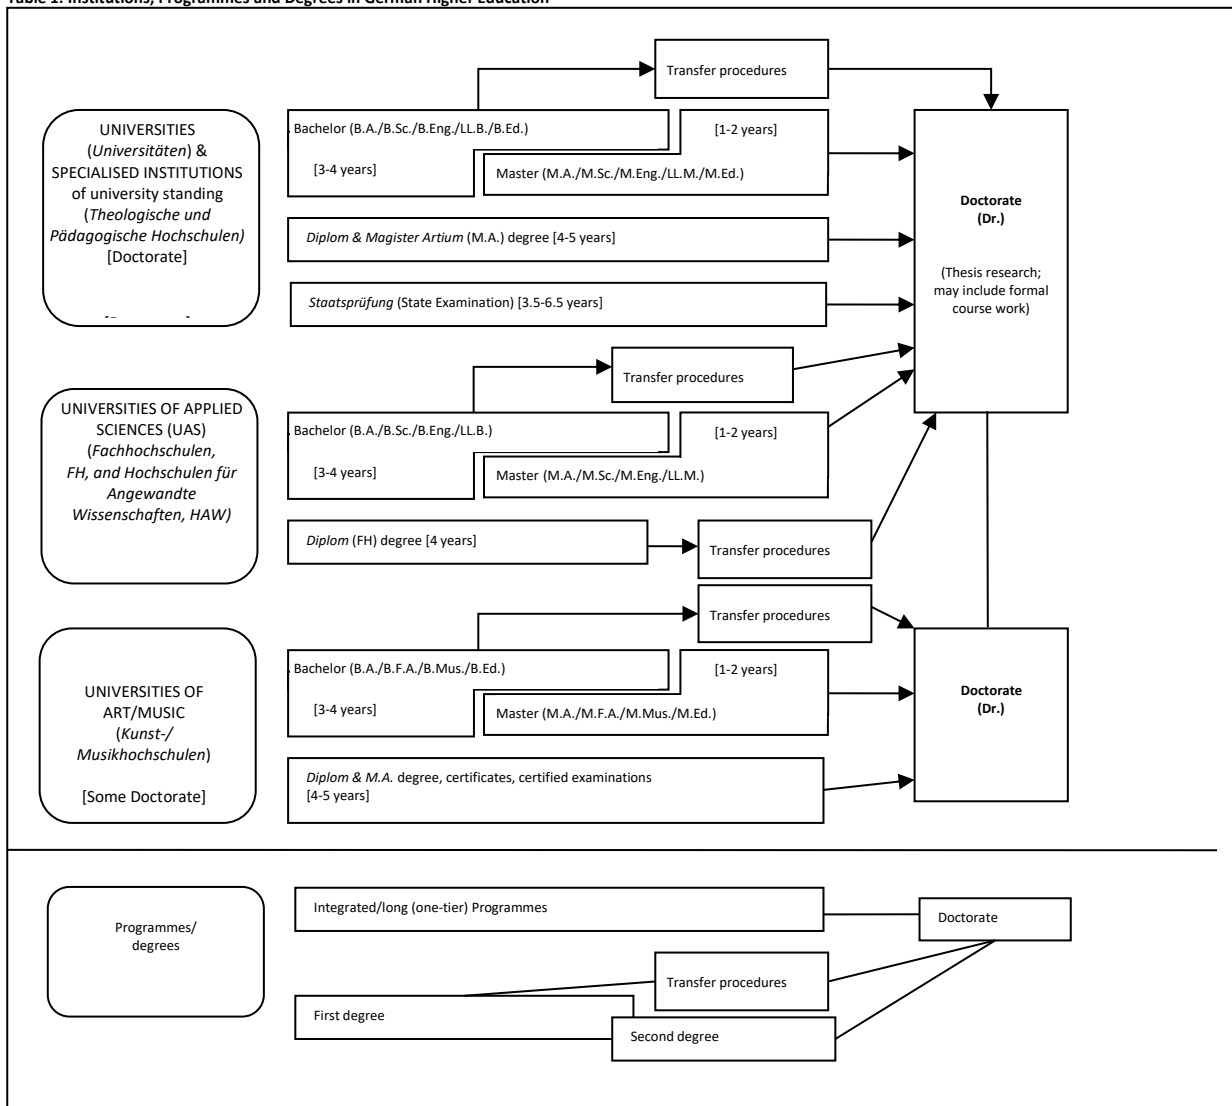 Table 1: Institutions, Programmes and Degrees in German Higher Education
Transfer procedures
UNIVERSITIES
(Universitäten) &
SPECIALISED INSTITUTIONS
of university standing
(Theologische und
Pädagogische Hochschulen)
[Doctorate]
Bachelor (B.A./B.Sc./B.Eng./LL.B./B.Ed.)
[3-4 years]
[1-2 years]
Master (M.A./M.Sc./M.Eng./LL.M./M.Ed.)
Diplom & Magister Artium (M.A.) degree [4-5 years]
Staatsprüfung (State Examination) [3.5-6.5 years]
Doctorate
(Dr.)
(Thesis research;
may include formal
course work)
Transfer procedures
UNIVERSITIES OF APPLIED
SCIENCES (UAS)
(Fachhochschulen,
FH, and Hochschulen für
Angewandte
Wissenschaften, HAW)
Bachelor (B.A./B.Sc./B.Eng./LL.B.)
[3-4 years]
[1-2 years]
Master (M.A./M.Sc./M.Eng./LL.M.)
Diplom (FH) degree [4 years]
Transfer procedures
Transfer procedures
UNIVERSITIES OF
ART/MUSIC
(Kunst-/
Musikhochschulen)
[Some Doctorate]
Bachelor (B.A./B.F.A./B.Mus./B.Ed.)
[3-4 years]
[1-2 years]
Master (M.A./M.F.A./M.Mus./M.Ed.)
Diplom & M.A. degree, certificates, certified examinations
[4-5 years]
Doctorate
(Dr.)
Programmes/
degrees
Integrated/long (one-tier) Programmes
Doctorate
Transfer procedures
First degree
Second degree